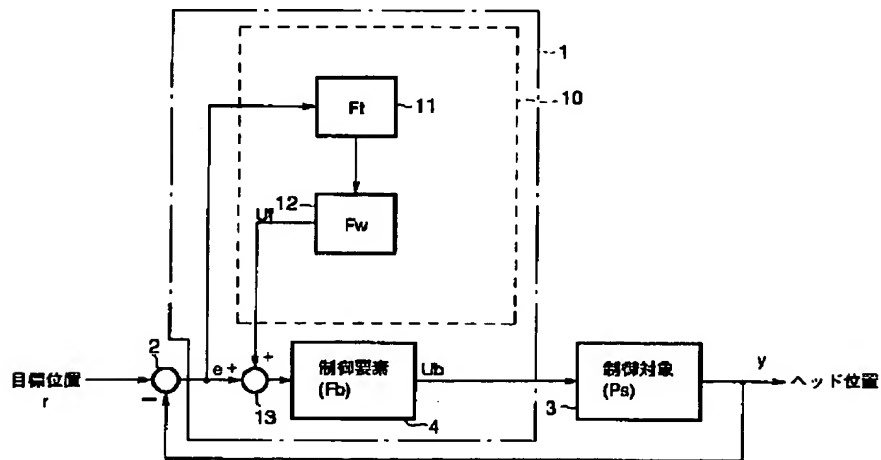 1
10
Ft
11
12
Uf
Fw
2
e
+
+
制御要素
(Fb)
Ub
制御対象
(Ps)
y
目標位置
r
−
13
4
3
ヘッド位置